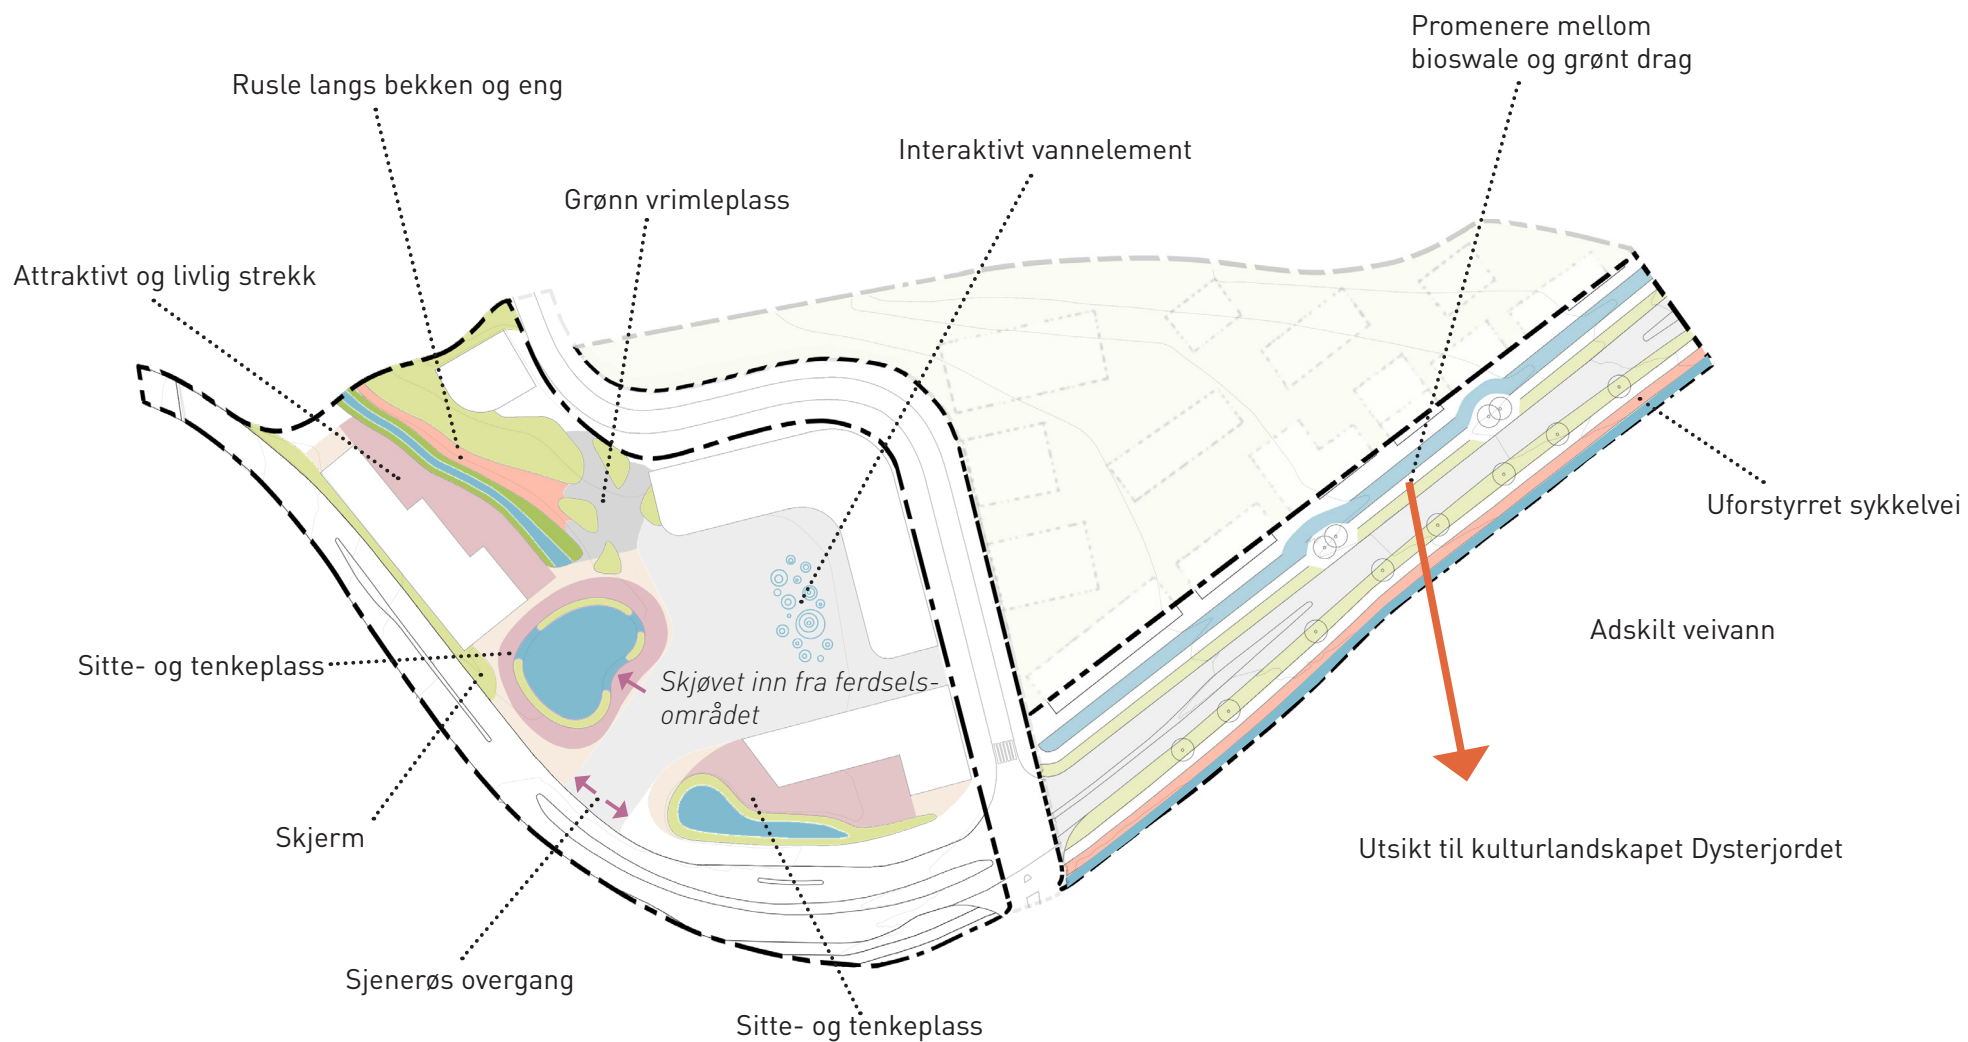 Promenere mellom
bioswale og grønt drag
Rusle langs bekken og eng
Interaktivt vannelement
Grønn vrimleplass
Attraktivt og livlig strekk
Uforstyrret sykkelvei
Adskilt veivann
Sitte- og tenkeplass
Skjøvet inn fra ferdsels-
området
Skjerm
Utsikt til kulturlandskapet Dysterjordet
Sjenerøs overgang
Sitte- og tenkeplass